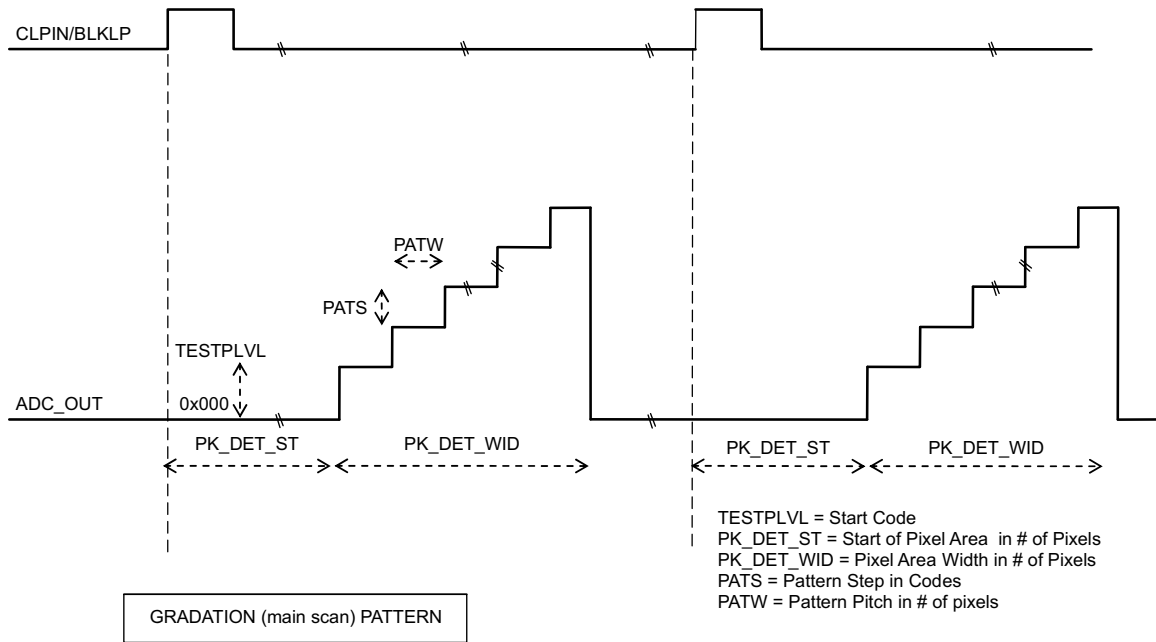 CLPIN/BLKLP
PATW
PATS
TESTPLVL
ADC_OUT 0x000
PK_DET_ST PK_DET_WID PK_DET_ST PK_DET_WID
TESTPLVL = Start Code
PK_DET_ST = Start of Pixel Area in # of Pixels
PK_DET_WID = Pixel Area Width in # of Pixels
PATS = Pattern Step in Codes
PATW = Pattern Pitch in # of pixels
GRADATION (main scan) PATTERN